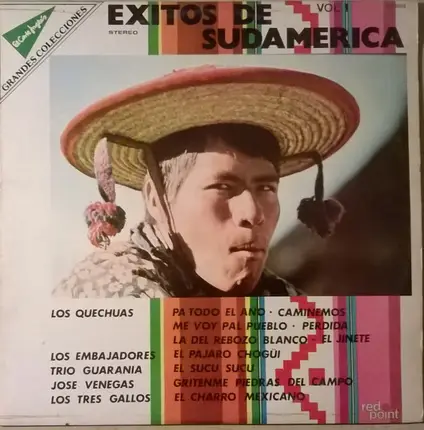 El Corte Inglés
GRANDES COLECCIONES
EXITOS DE
VOL 1
STEREO
SUDAMERICA
LOS QUECHUAS PA TODO EL AÑO · CAMINEMOS
ME VOY PAL PUEBLO · PERDIDA
LA DEL REBOZO BLANCO · EL JINETE
LOS EMBAJADORES EL PAJARO CHOGÜI
TRIO GUARANIA EL SUCU SUCU
JOSE VENEGAS GRITENME PIEDRAS DEL CAMPO
LOS TRES GALLOS EL CHARRO MEXICANO
red
point